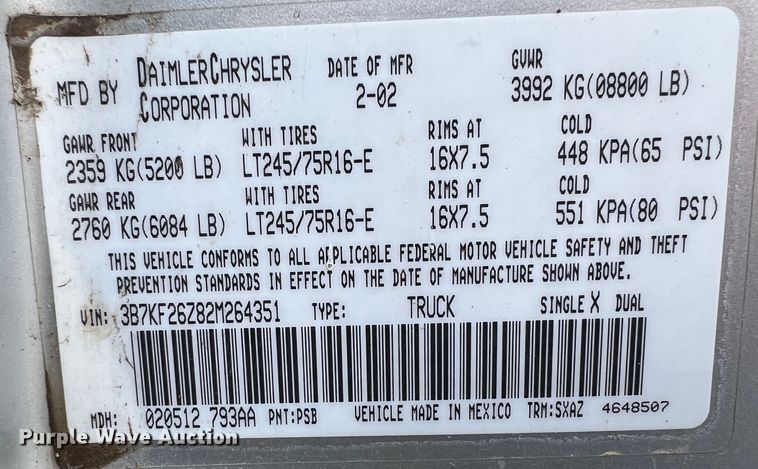 MFD BY DAIMLERCHRYSLER CORPORATION DATE OF MFR 2-02 GVWR 3992 KG(08800 LB)
GAWR FRONT WITH TIRES RIMS AT COLD
2359 KG(5200 LB) LT245/75R16-E 16X7.5 448 KPA(65 PSI)
GAWR REAR WITH TIRES RIMS AT COLD
2760 KG(6084 LB) LT245/75R16-E 16X7.5 551 KPA(80 PSI)
THIS VEHICLE CONFORMS TO ALL APPLICABLE FEDERAL MOTOR VEHICLE SAFETY AND THEFT
PREVENTION STANDARDS IN EFFECT ON THE DATE OF MANUFACTURE SHOWN ABOVE.
VIN: 3B7KF26Z82M264351 TYPE: TRUCK SINGLE X DUAL
MDH: 020512 793AA PNT:PSB VEHICLE MADE IN MEXICO TRM:SXAZ 4648507
Purple Wave Auction